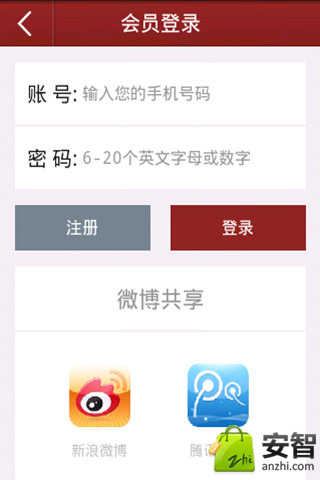 会员登录
账 号: 输入您的手机号码
密 码: 6-20个英文字母或数字
注册 登录
微博共享
新浪微博 腾讯
zhi
安智
anzhi.com